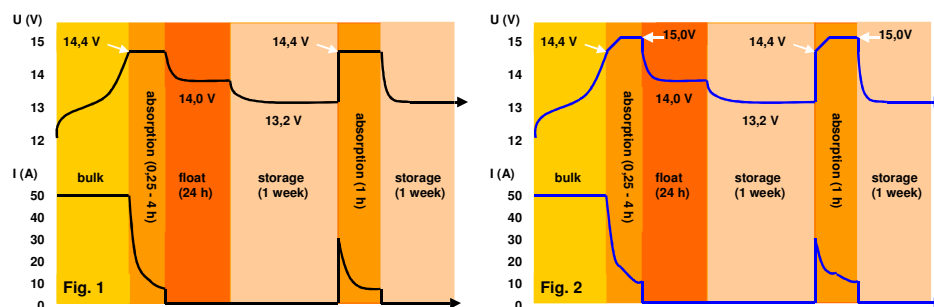 U (V)
15
14
13
12
I (A)
50
40
30
20
10
0
14,4 V
14,0 V
13,2 V
14,4 V
bulk
absorption (0,25 - 4 h)
float
(24 h)
storage
(1 week)
absorption (1 h)
storage
(1 week)
Fig. 1
U (V)
15
14
13
12
I (A)
50
40
30
20
10
0
14,4 V
15,0V
14,0 V
13,2 V
14,4 V
15,0V
bulk
absorption (0,25 - 4 h)
float
(24 h)
storage
(1 week)
absorption (1 h)
storage
(1 week)
Fig. 2